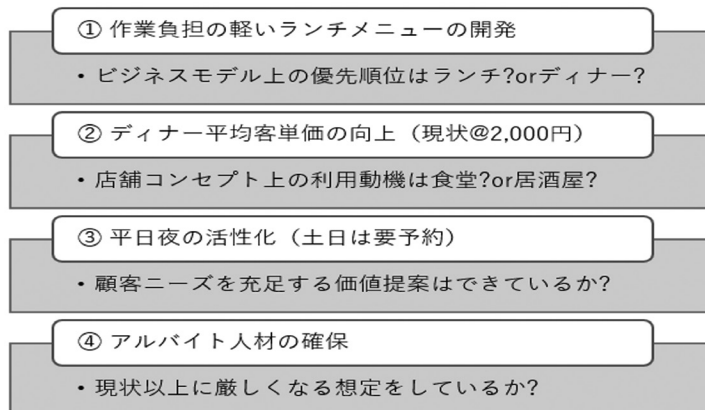 ① 作業負担の軽いランチメニューの開発
• ビジネスモデル上の優先順位はランチ?orディナー?
② ディナー平均客単価の向上（現状@2,000円）
• 店舗コンセプト上の利用動機は食堂?or居酒屋?
③ 平日夜の活性化（土日は要予約）
• 顧客ニーズを充足する価値提案はできているか?
④ アルバイト人材の確保
• 現状以上に厳しくなる想定をしているか?